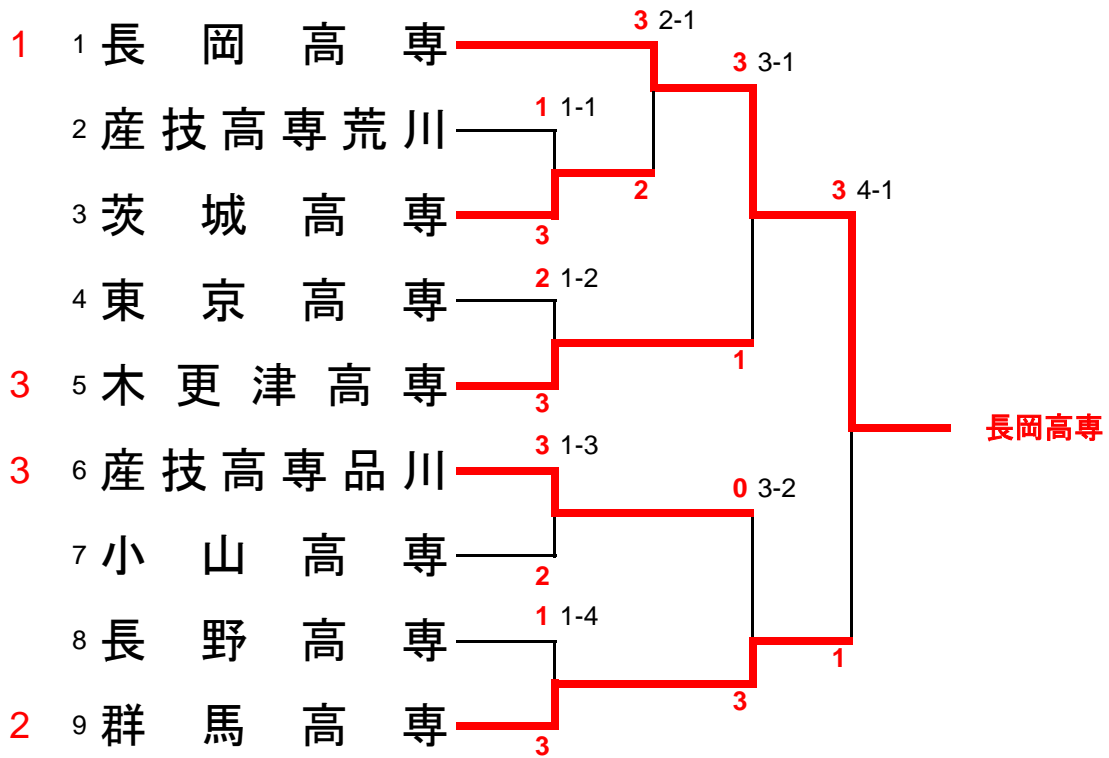 3 2-1
1 1 長岡高専
3 3-1
1 1-1
2 産技高専荒川
2
3 4-1
3 茨城高専
3
2 1-2
4 東京高専
1
3 5 木更津高専
3
長岡高専
3 1-3
3 6 産技高専品川
0 3-2
7 小山高専
2
1 1-4
8 長野高専
1
3
2 9 群馬高専
3